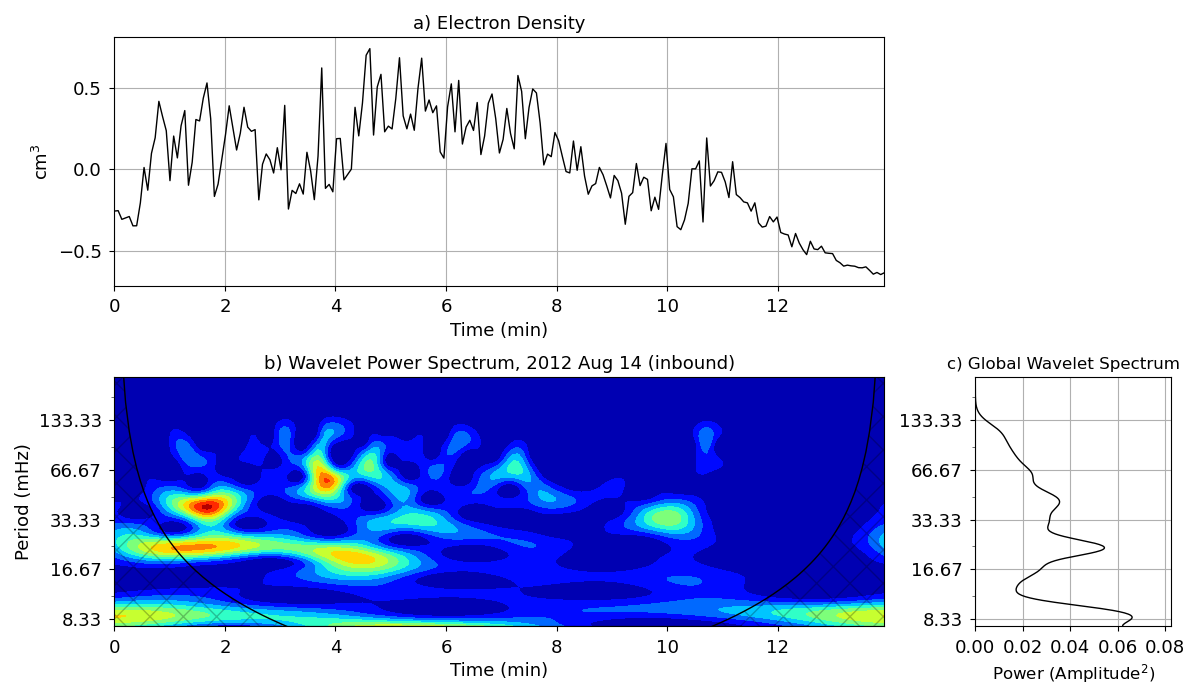 a) Electron Density
cm³
0.5
0.0
−0.5
0 2 4 6 8 10 12
Time (min)
b) Wavelet Power Spectrum, 2012 Aug 14 (inbound)
Period (mHz)
133.33
66.67
33.33
16.67
8.33
0 2 4 6 8 10 12
Time (min)
c) Global Wavelet Spectrum
133.33
66.67
33.33
16.67
8.33
0.00 0.02 0.04 0.06 0.08
Power (Amplitude²)